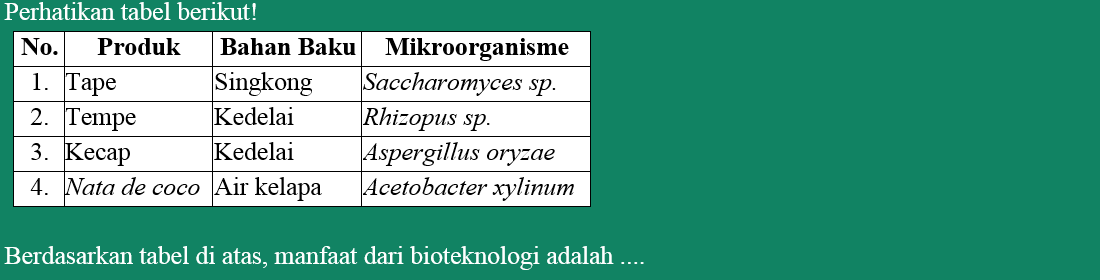 Perhatikan tabel berikut!
No. Produk Bahan Baku Mikroorganisme
1. Tape Singkong Saccharomyces sp.
2. Tempe Kedelai Rhizopus sp.
3. Kecap Kedelai Aspergillus oryzae
4. Nata de coco Air kelapa Acetobacter xylinum
Berdasarkan tabel di atas, manfaat dari bioteknologi adalah ....